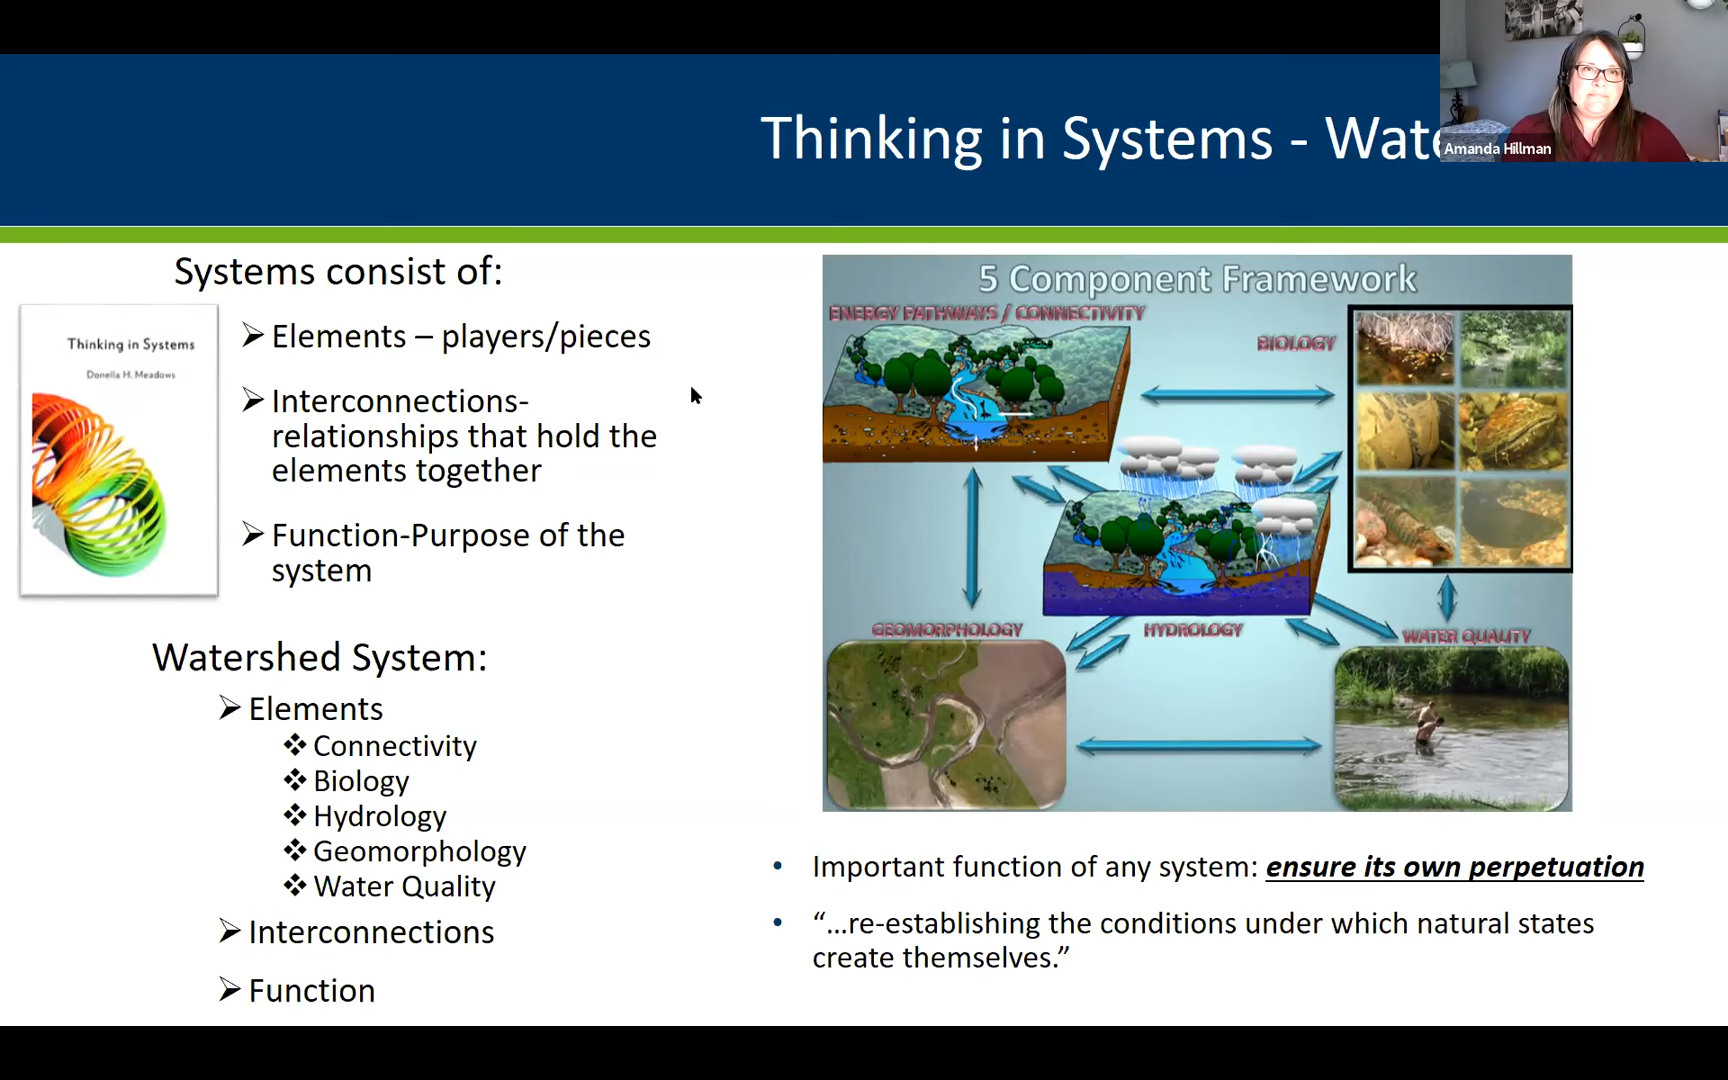 Thinking in Systems - Wate
Amanda Hillman
Systems consist of:
Thinking in Systems
Donella H. Meadows
➢ Elements – players/pieces
➢ Interconnections-
relationships that hold the
elements together
➢ Function-Purpose of the
system
Watershed System:
➢ Elements
❖ Connectivity
❖ Biology
❖ Hydrology
❖ Geomorphology
❖ Water Quality
➢ Interconnections
➢ Function
5 Component Framework
ENERGY PATHWAYS / CONNECTIVITY
BIOLOGY
GEOMORPHOLOGY
HYDROLOGY
WATER QUALITY
• Important function of any system: ensure its own perpetuation
• “…re-establishing the conditions under which natural states
create themselves.”